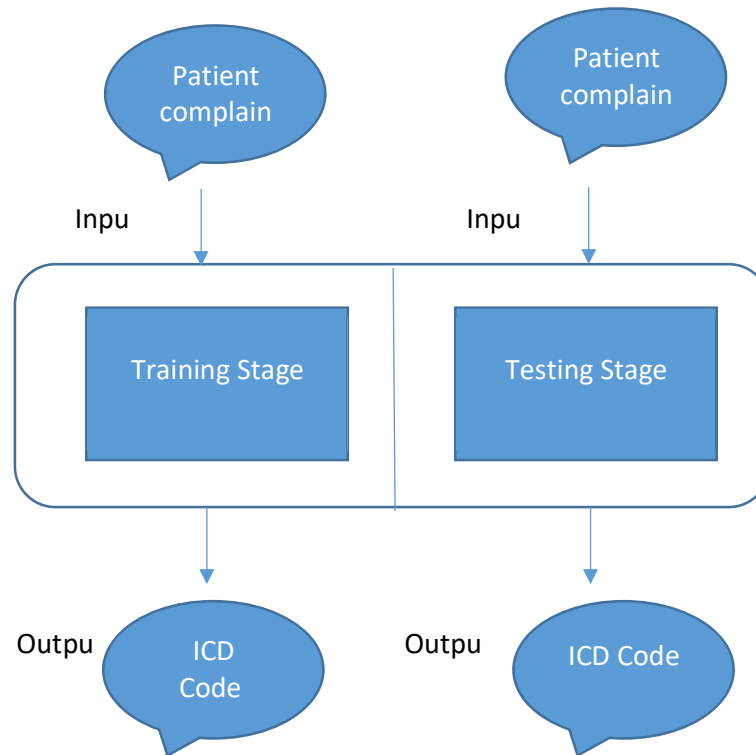 Patient
complain
Patient
complain
Inpu
Inpu
Training Stage
Testing Stage
Outpu
ICD
Code
Outpu
ICD Code